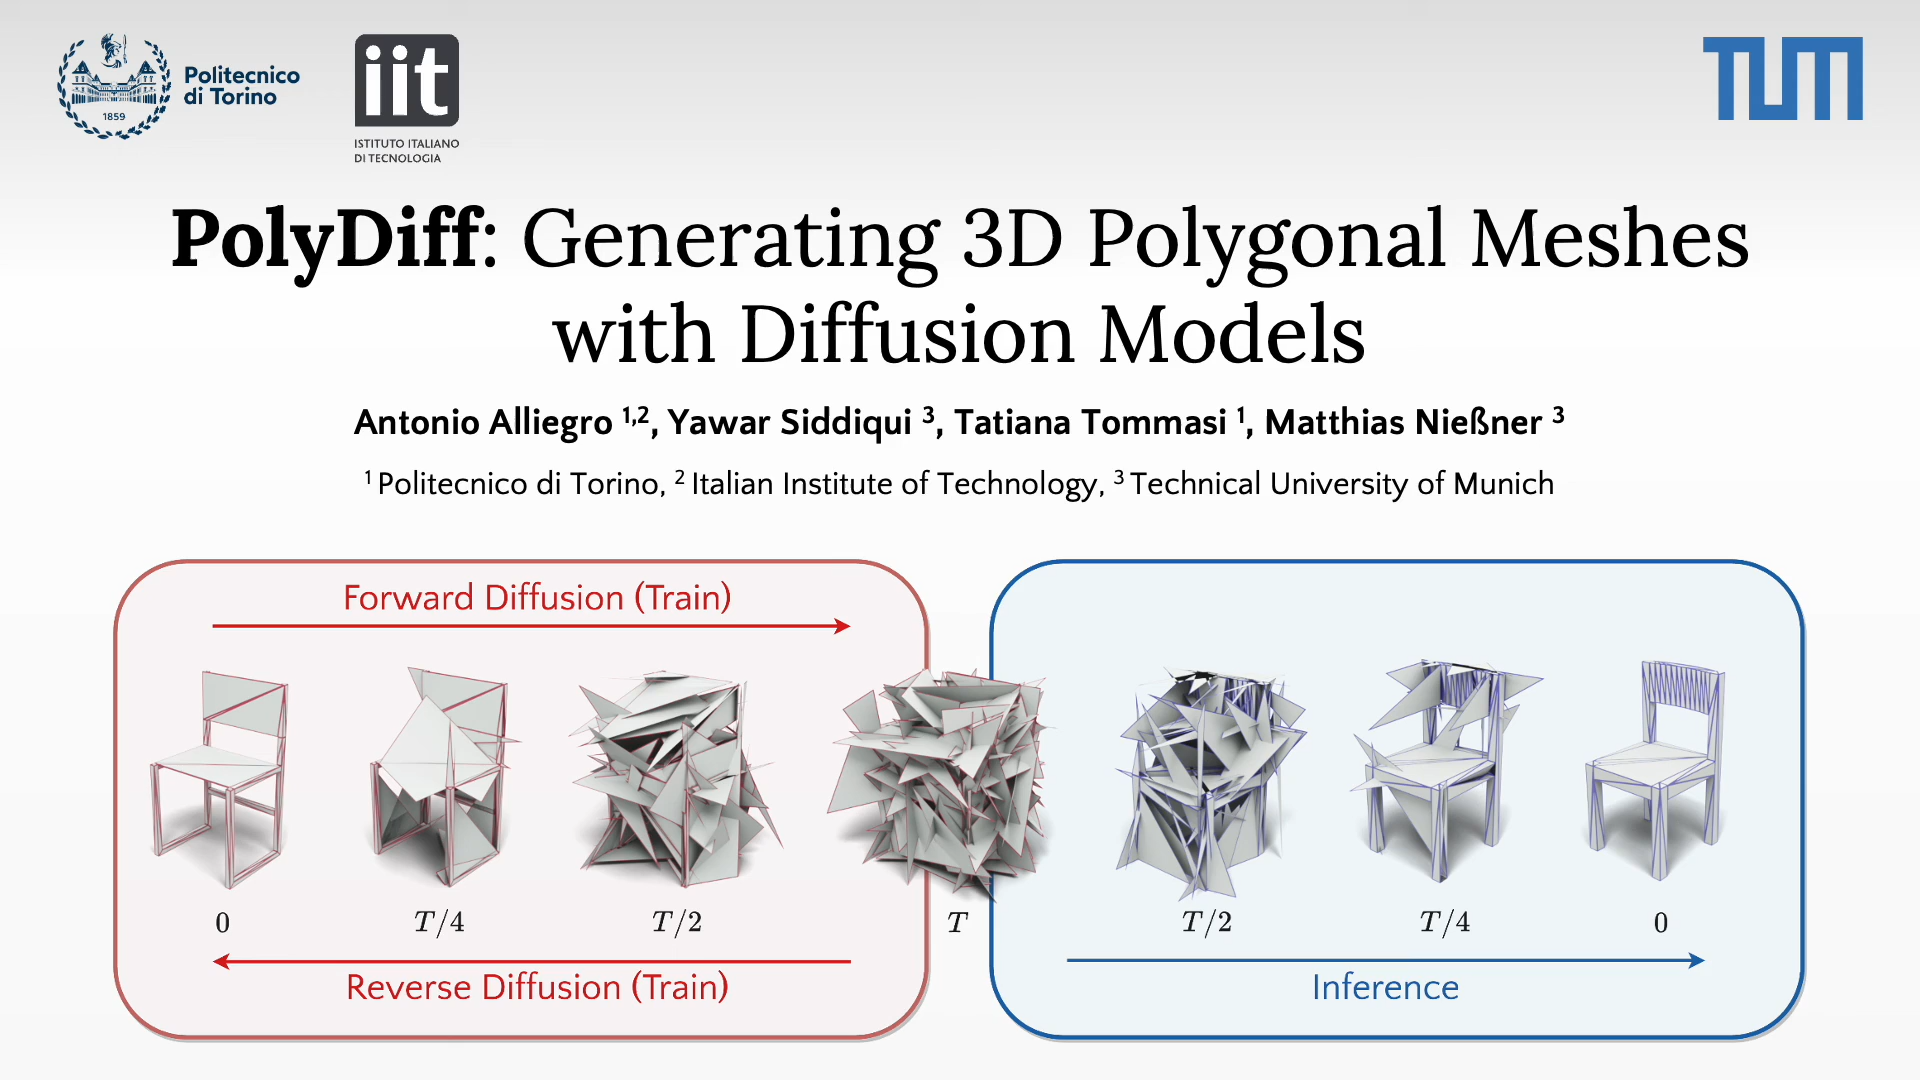 Politecnico
di Torino
1859
iit
ISTITUTO ITALIANO
DI TECNOLOGIA
TUM
PolyDiff: Generating 3D Polygonal Meshes
with Diffusion Models
Antonio Alliegro 1,2, Yawar Siddiqui 3, Tatiana Tommasi 1, Matthias Nießner 3
1 Politecnico di Torino, 2 Italian Institute of Technology, 3 Technical University of Munich
Forward Diffusion (Train)
0 T/4 T/2 T T/2 T/4 0
Reverse Diffusion (Train)
Inference